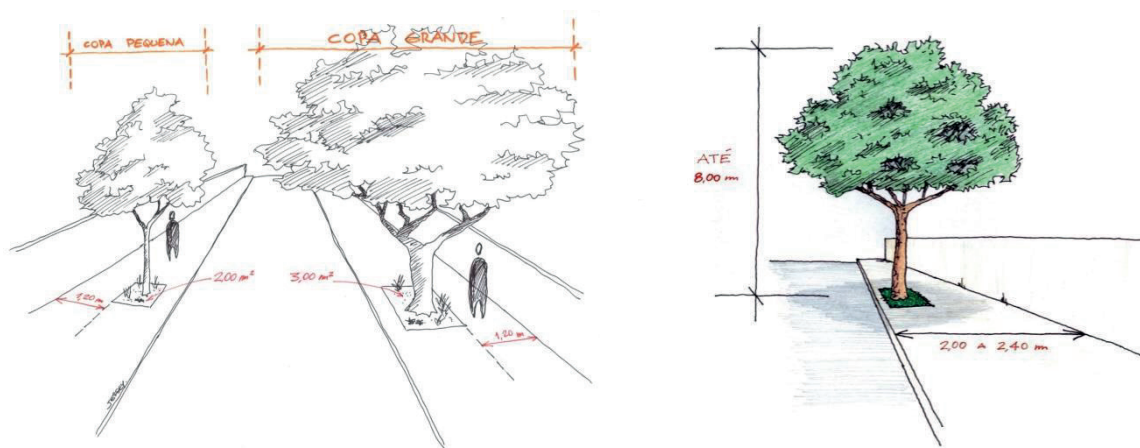 COPA PEQUENA
COPA GRANDE
2,00 m²
3,00 m²
1,20 m
1,20 m
ATÉ
8,00 m
2,00 A 2,40 m